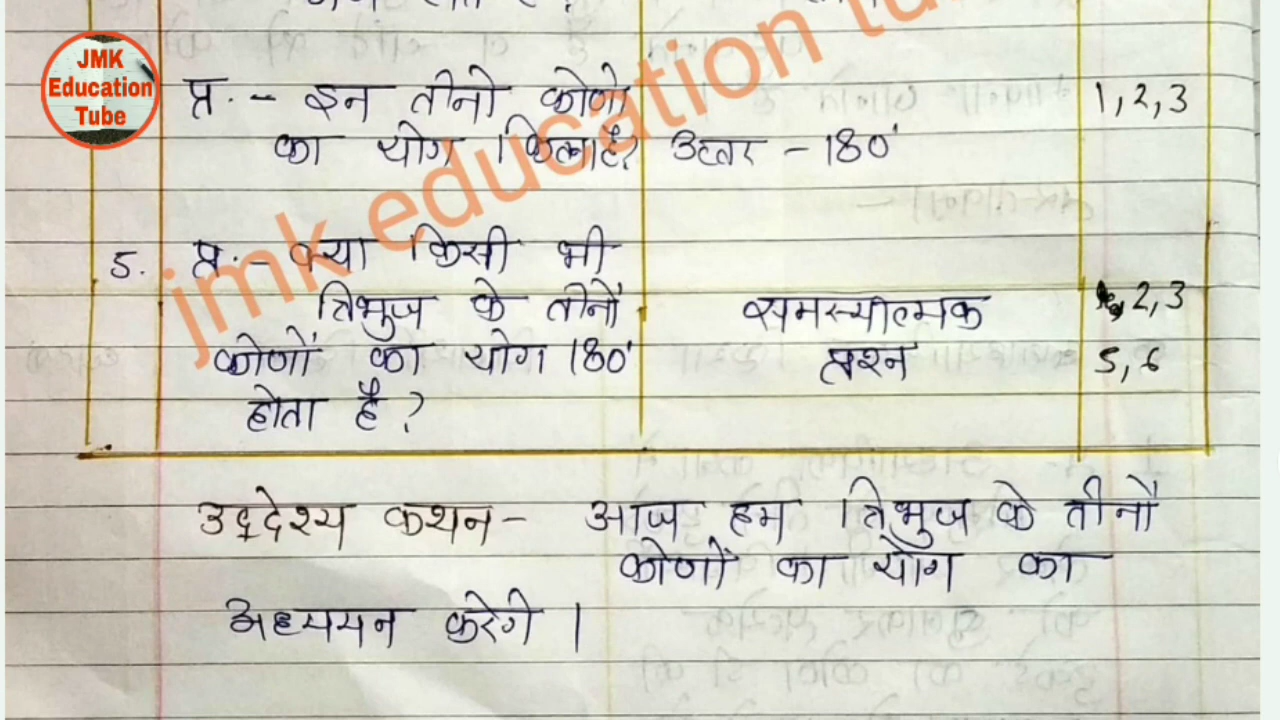 JMK
Education
Tube
jmk education tu
प्र. - इन तीनो कोणो
का योग कितना है? उत्तर - 180° 1, 2, 3
5. प्र. - क्या किसी भी
त्रिभुज के तीनों समस्यात्मक 2, 3
कोणों का योग 180° प्रश्न 5, 6
होता है?
उद्देश्य कथन - आज हम त्रिभुज के तीनों
कोणों का योग का
अध्ययन करेगे ।